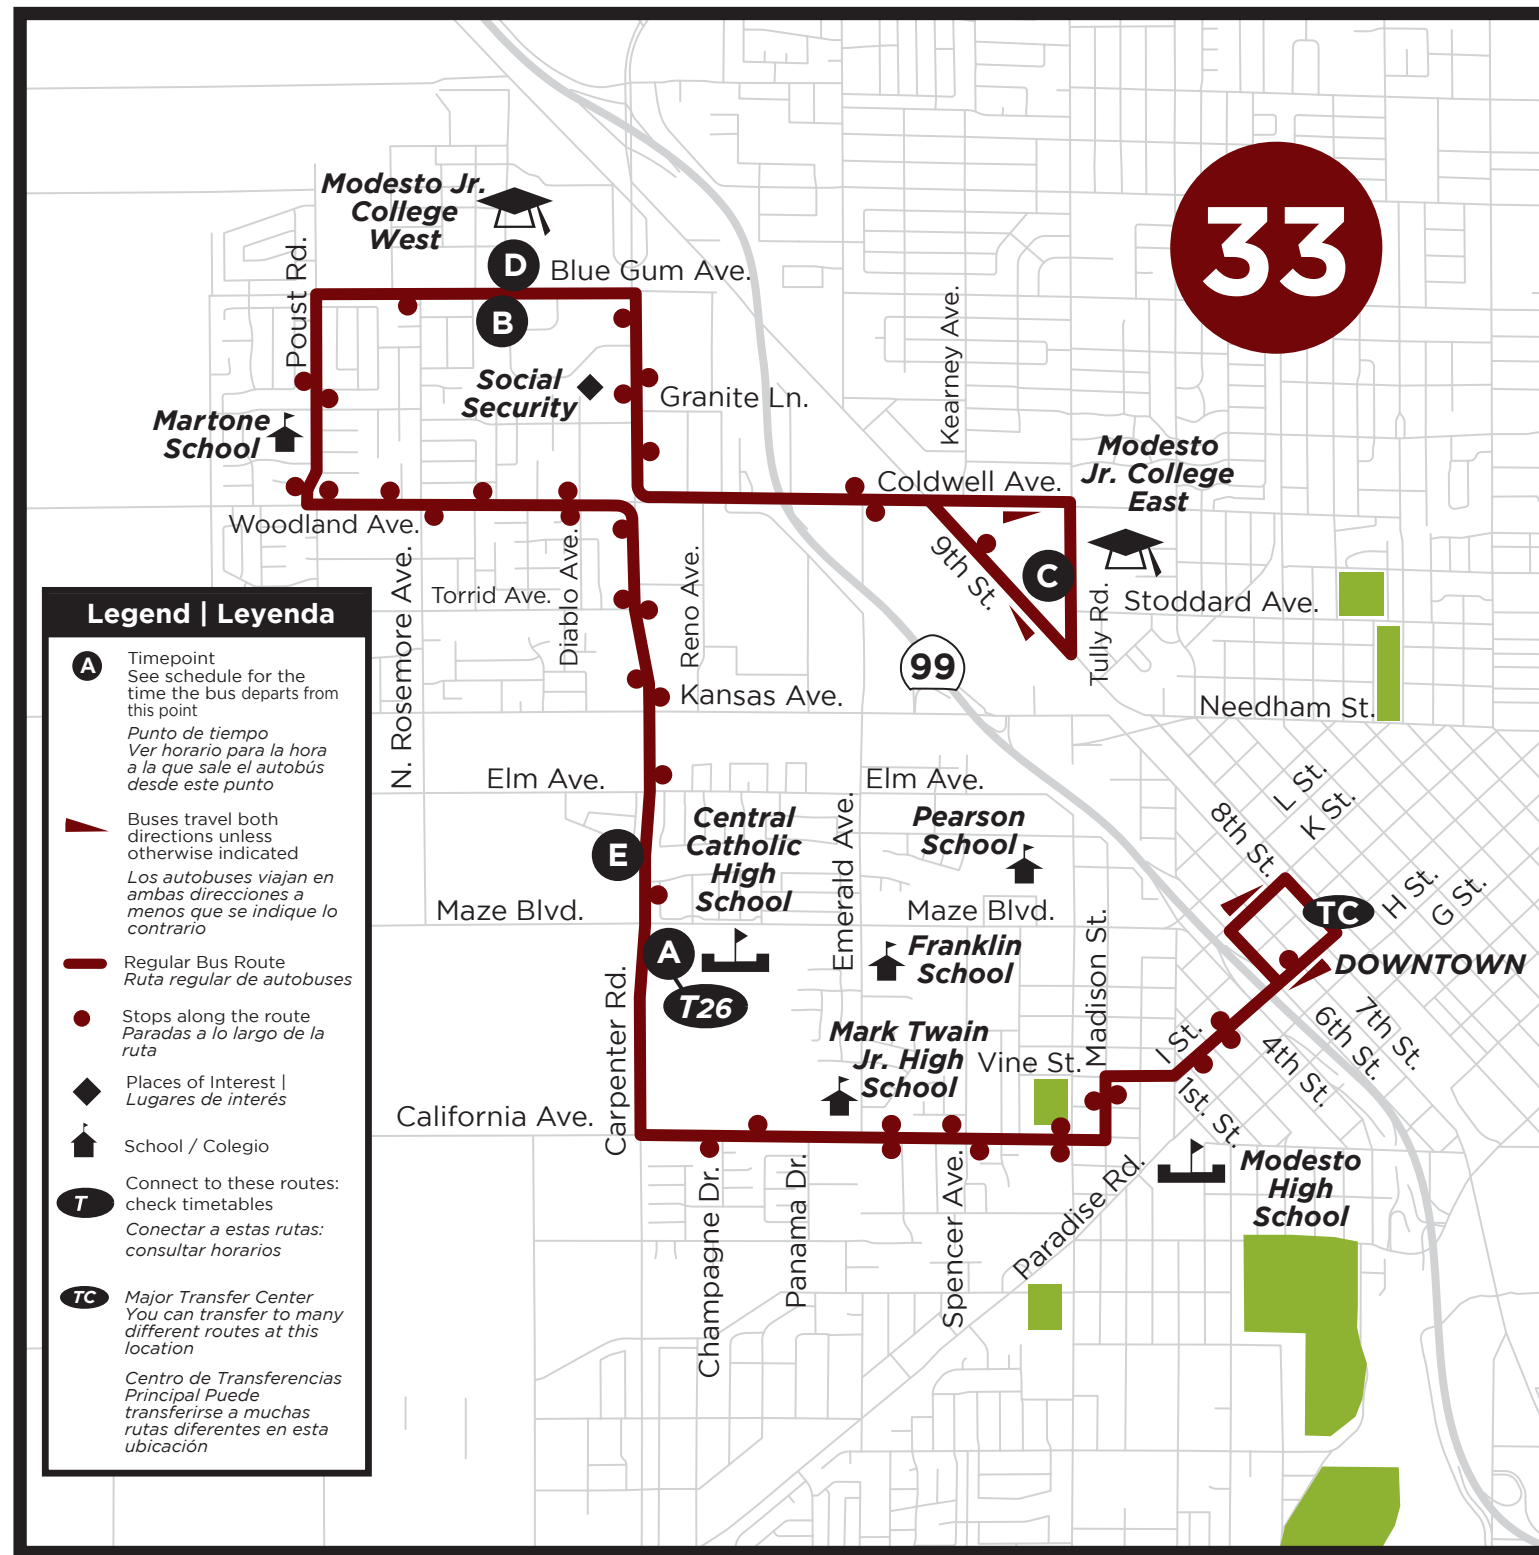 33
Modesto Jr.
College
West
D
Blue Gum Ave.
B
Poust Rd.
Social
Security
Granite Ln.
Kearney Ave.
Martone
School
Modesto
Jr. College
East
Coldwell Ave.
Woodland Ave.
9th St.
C
Tully Rd.
Stoddard Ave.
N. Rosemore Ave.
Torrid Ave.
Diablo Ave.
Reno Ave.
99
Kansas Ave.
Needham St.
Elm Ave.
Elm Ave.
L St.
K St.
8th St.
Central
Catholic
High
School
Emerald Ave.
Pearson
School
E
H St.
G St.
TC
Maze Blvd.
Maze Blvd.
Madison St.
A
T26
Franklin
School
DOWNTOWN
Carpenter Rd.
7th St.
6th St.
4th St.
Mark Twain
Jr. High
School
Vine St.
I St.
1st. St.
California Ave.
Champagne Dr.
Panama Dr.
Spencer Ave.
Paradise Rd.
Modesto
High
School
Legend | Leyenda
A
Timepoint
See schedule for the
time the bus departs from
this point
Punto de tiempo
Ver horario para la hora
a la que sale el autobús
desde este punto
Buses travel both
directions unless
otherwise indicated
Los autobuses viajan en
ambas direcciones a
menos que se indique lo
contrario
Regular Bus Route
Ruta regular de autobuses
Stops along the route
Paradas a lo largo de la
ruta
Places of Interest |
Lugares de interés
School / Colegio
T
Connect to these routes:
check timetables
Conectar a estas rutas:
consultar horarios
TC
Major Transfer Center
You can transfer to many
different routes at this
location
Centro de Transferencias
Principal Puede
transferirse a muchas
rutas diferentes en esta
ubicación